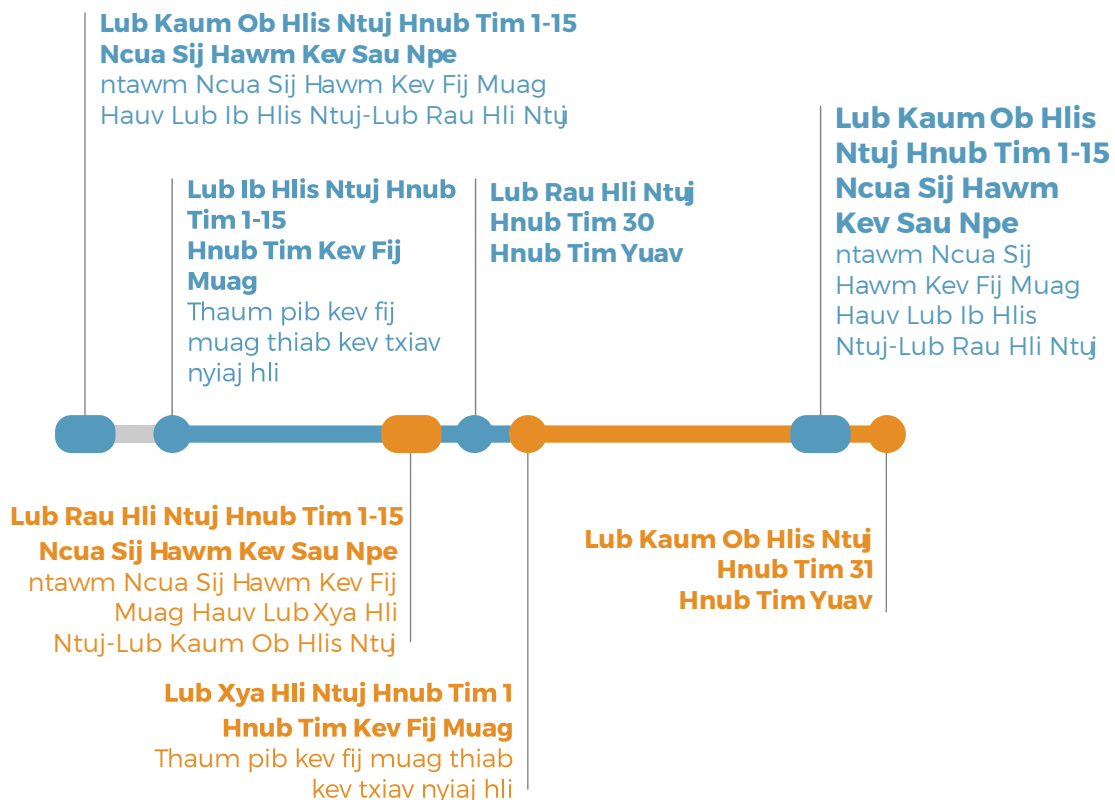 Lub Kaum Ob Hlis Ntuj Hnub Tim 1-15
Ncua Sij Hawm Kev Sau Npe
ntawm Ncua Sij Hawm Kev Fij Muag
Hauv Lub Ib Hlis Ntuj-Lub Rau Hli Ntuj
Lub Ib Hlis Ntuj Hnub
Tim 1-15
Hnub Tim Kev Fij
Muag
Thaum pib kev fij
muag thiab kev txiav
nyiaj hli
Lub Rau Hli Ntuj
Hnub Tim 30
Hnub Tim Yuav
Lub Kaum Ob Hlis
Ntuj Hnub Tim 1-15
Ncua Sij Hawm
Kev Sau Npe
ntawm Ncua Sij
Hawm Kev Fij Muag
Hauv Lub Ib Hlis
Ntuj-Lub Rau Hli Ntuj
Lub Rau Hli Ntuj Hnub Tim 1-15
Ncua Sij Hawm Kev Sau Npe
ntawm Ncua Sij Hawm Kev Fij
Muag Hauv Lub Xya Hli
Ntuj-Lub Kaum Ob Hlis Ntuj
Lub Xya Hli Ntuj Hnub Tim 1
Hnub Tim Kev Fij Muag
Thaum pib kev fij muag thiab
kev txiav nyiaj hli
Lub Kaum Ob Hlis Ntuj
Hnub Tim 31
Hnub Tim Yuav